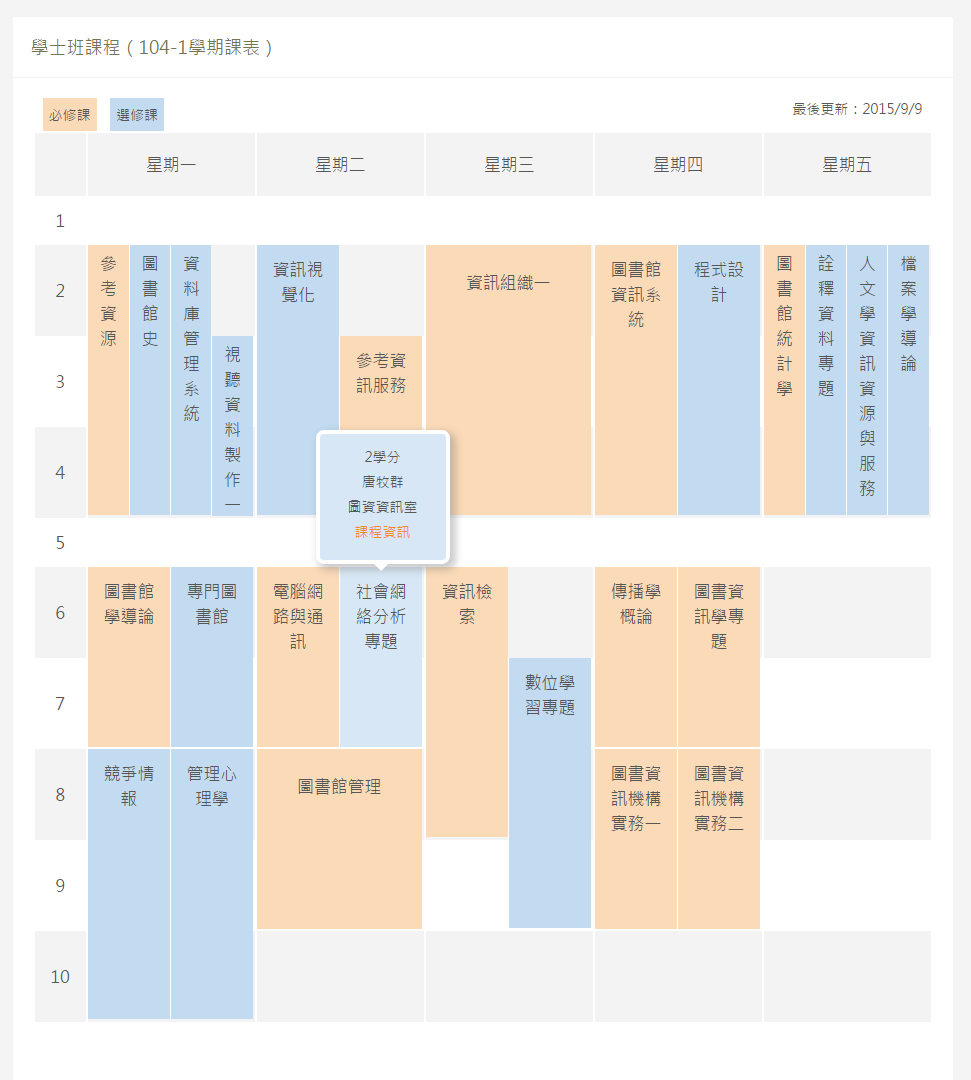 學士班課程（104-1學期課表）
必修課
選修課
最後更新：2015/9/9
星期一
星期二
星期三
星期四
星期五
1
2
參考資源
圖書館史
資料庫管理系統
視聽資料製作一
資訊視
覺化
參考資
訊服務
資訊組織一
圖書館
資訊系
統
程式設
計
圖書館統計學
詮釋資料專題
人文學資訊資源與服務
檔案學導論
3
4
2學分
唐牧群
圖資資訊室
課程資訊
5
6
圖書館
學導論
專門圖
書館
電腦網
路與通
訊
社會網
絡分析
專題
資訊檢
索
傳播學
概論
圖書資
訊學專
題
7
數位學
習專題
8
競爭情
報
管理心
理學
圖書館管理
圖書資
訊機構
實務一
圖書資
訊機構
實務二
9
10